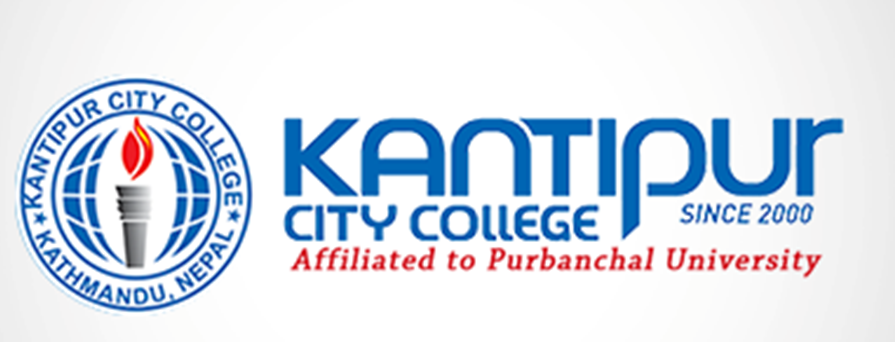 KANTIPUR CITY COLLEGE
★ KATHMANDU, NEPAL ★
KANTIPUR
CITY COLLEGE
SINCE 2000
Affiliated to Purbanchal University